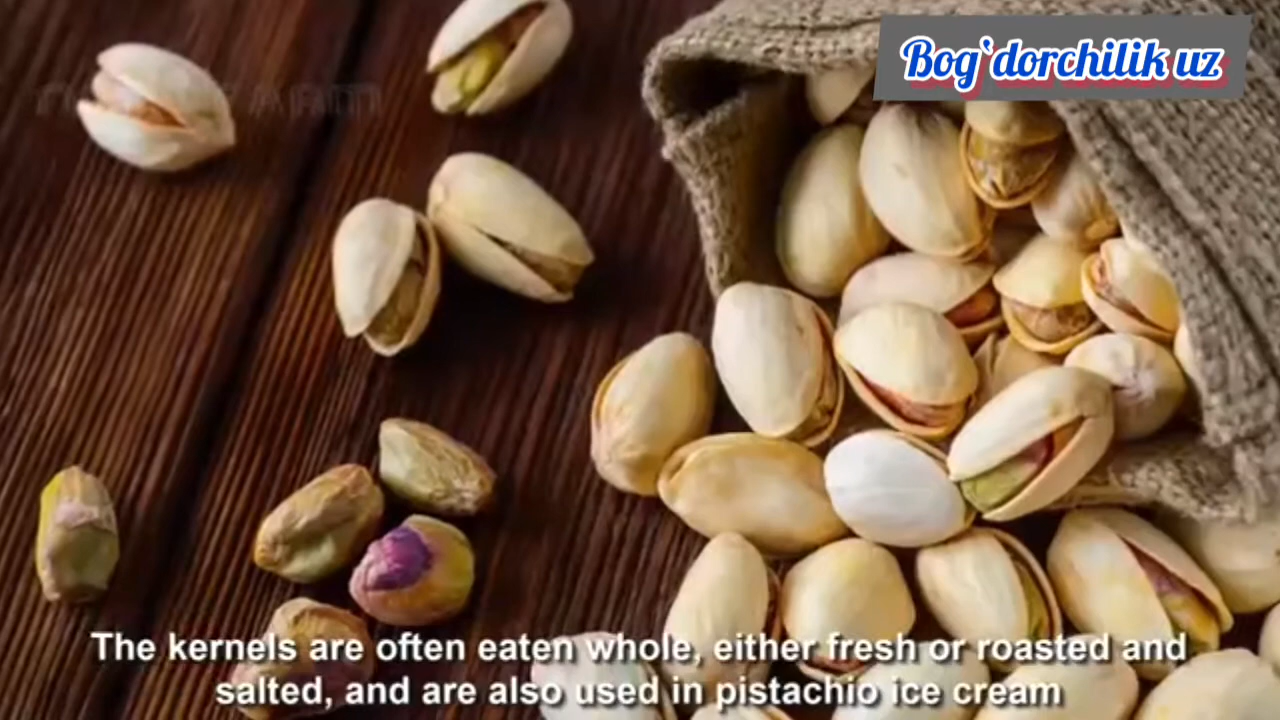 Bog`dorchilik uz
The kernels are often eaten whole, either fresh or roasted and
salted, and are also used in pistachio ice cream